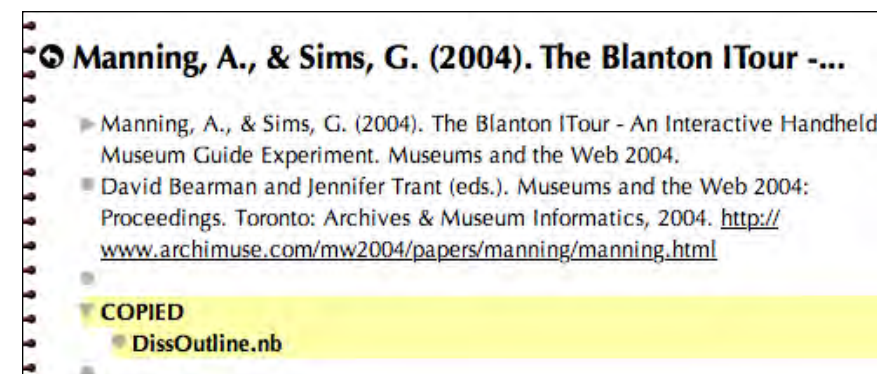 Manning, A., & Sims, G. (2004). The Blanton ITour -...
Manning, A., & Sims, G. (2004). The Blanton ITour - An Interactive Handheld
Museum Guide Experiment. Museums and the Web 2004.
David Bearman and Jennifer Trant (eds.). Museums and the Web 2004:
Proceedings. Toronto: Archives & Museum Informatics, 2004. http://
www.archimuse.com/mw2004/papers/manning/manning.html
COPIED
DissOutline.nb